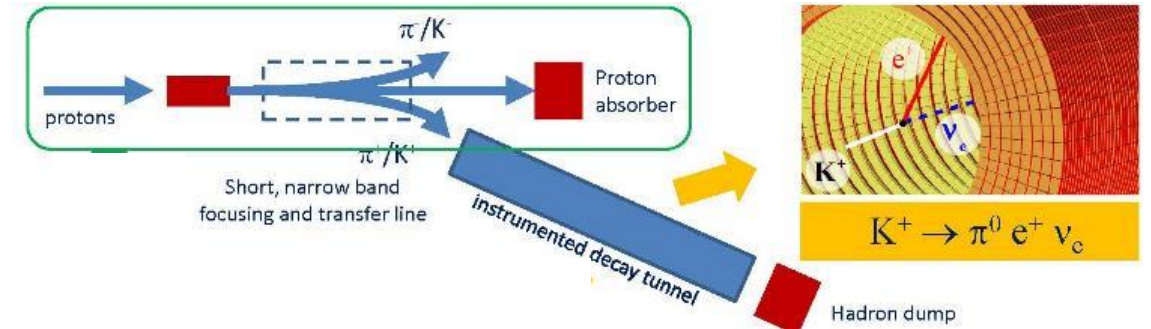 π⁻/K⁻
protons
Proton
absorber
π⁺/K⁺
Short, narrow band
focusing and transfer line
instrumented decay tunnel
Hadron dump
e⁺
νₑ
K⁺
K⁺ → π⁰ e⁺ νₑ